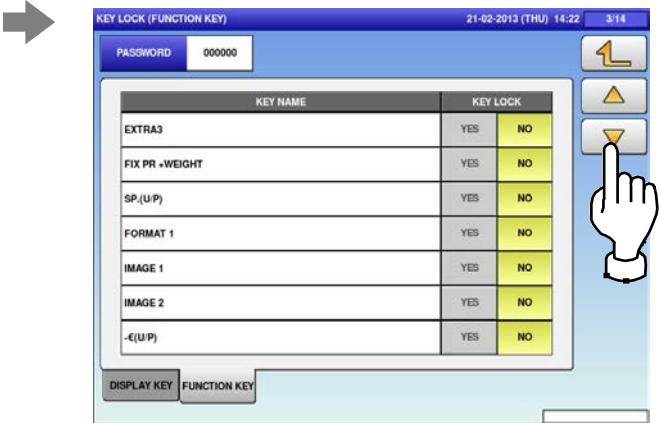 KEY LOCK (FUNCTION KEY) 21-02-2013 (THU) 14:22 3/14
PASSWORD 000000
KEY NAME KEY LOCK
EXTRA3 YES NO
FIX PR +WEIGHT YES NO
SP.(U/P) YES NO
FORMAT 1 YES NO
IMAGE 1 YES NO
IMAGE 2 YES NO
-€(U/P) YES NO
DISPLAY KEY FUNCTION KEY